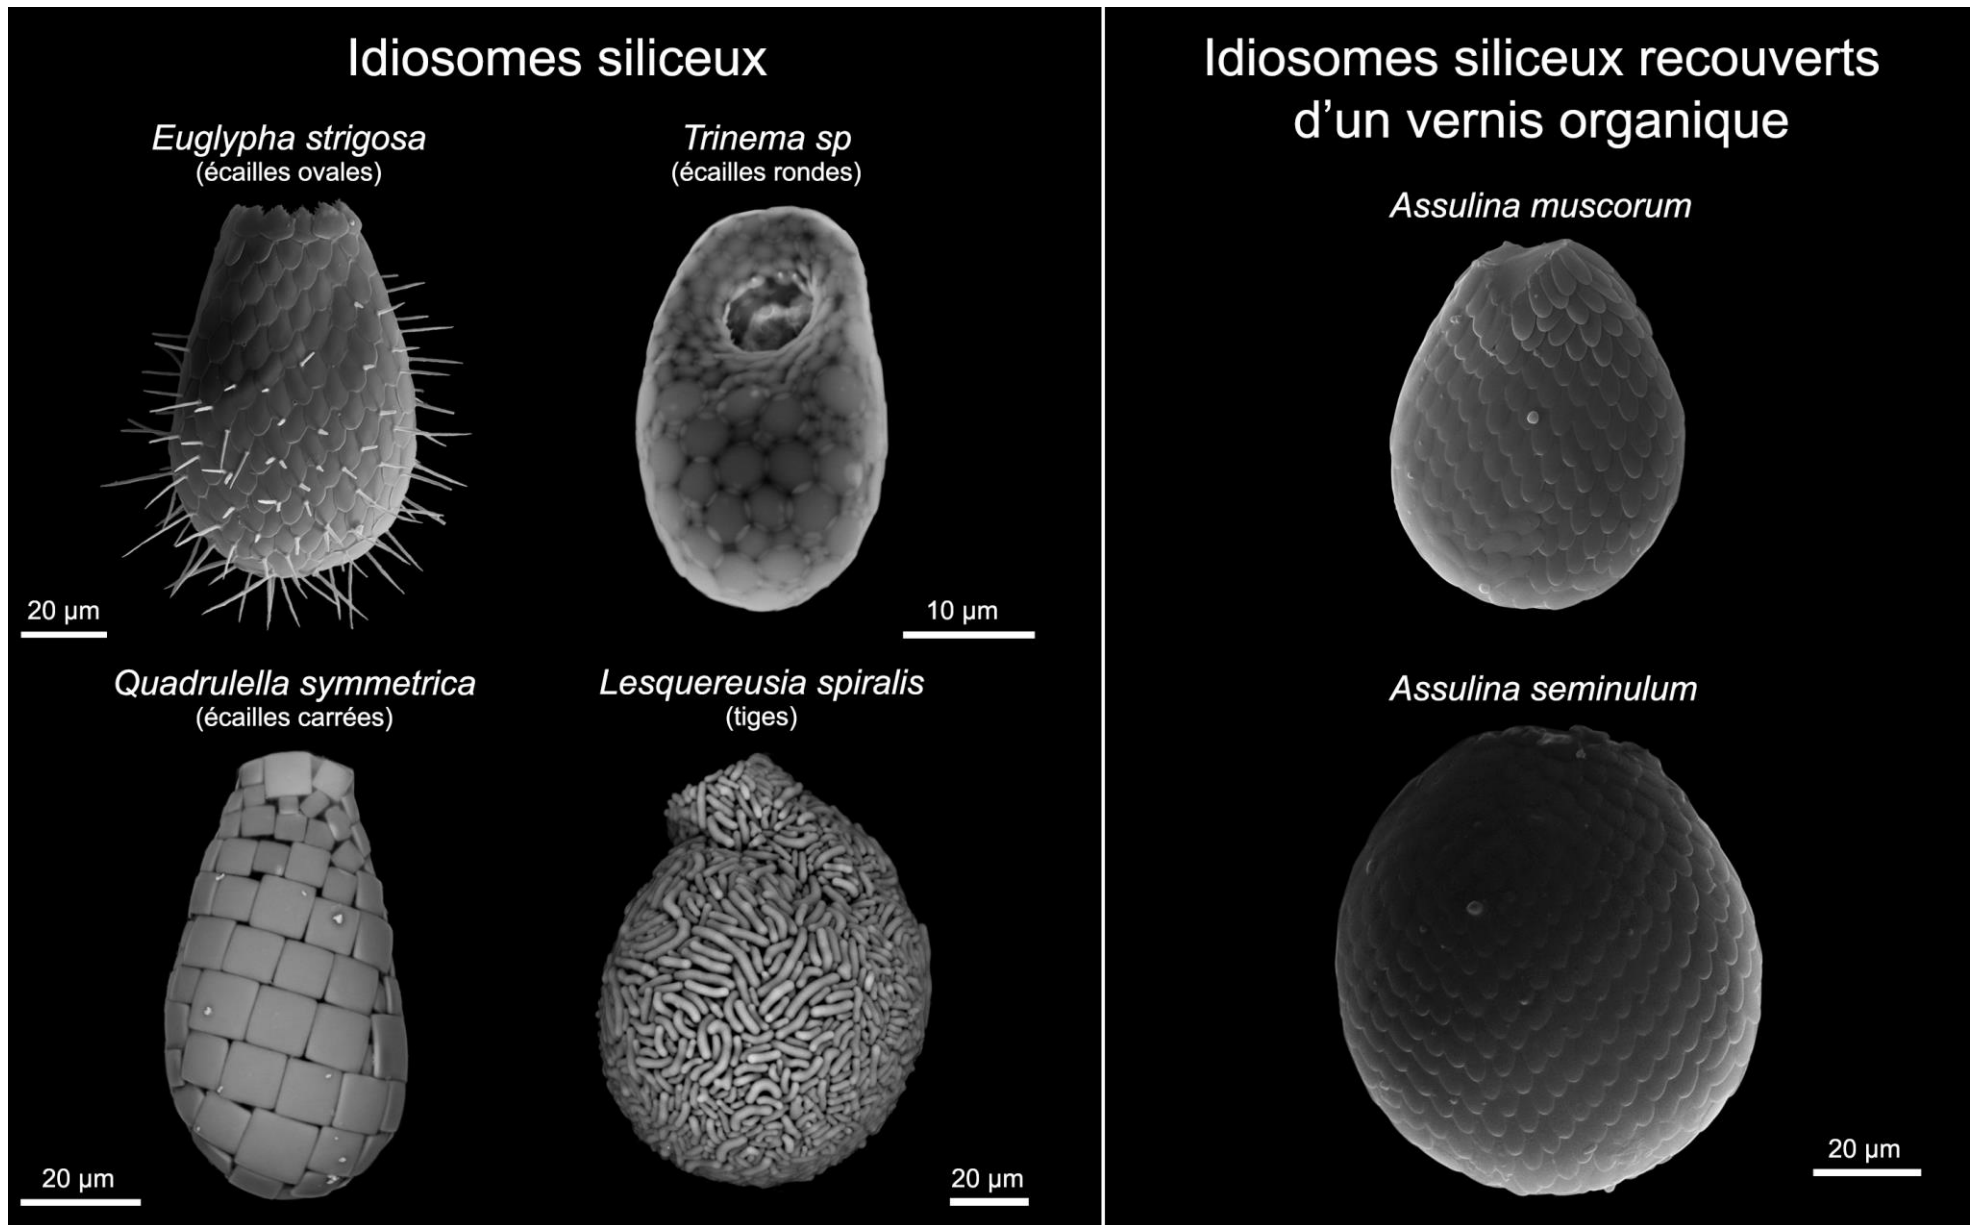 Idiosomes siliceux
Euglypha strigosa
(écailles ovales)
Trinema sp
(écailles rondes)
20 µm
10 µm
Quadrulella symmetrica
(écailles carrées)
Lesquereusia spiralis
(tiges)
20 µm
20 µm
Idiosomes siliceux recouverts
d’un vernis organique
Assulina muscorum
Assulina seminulum
20 µm